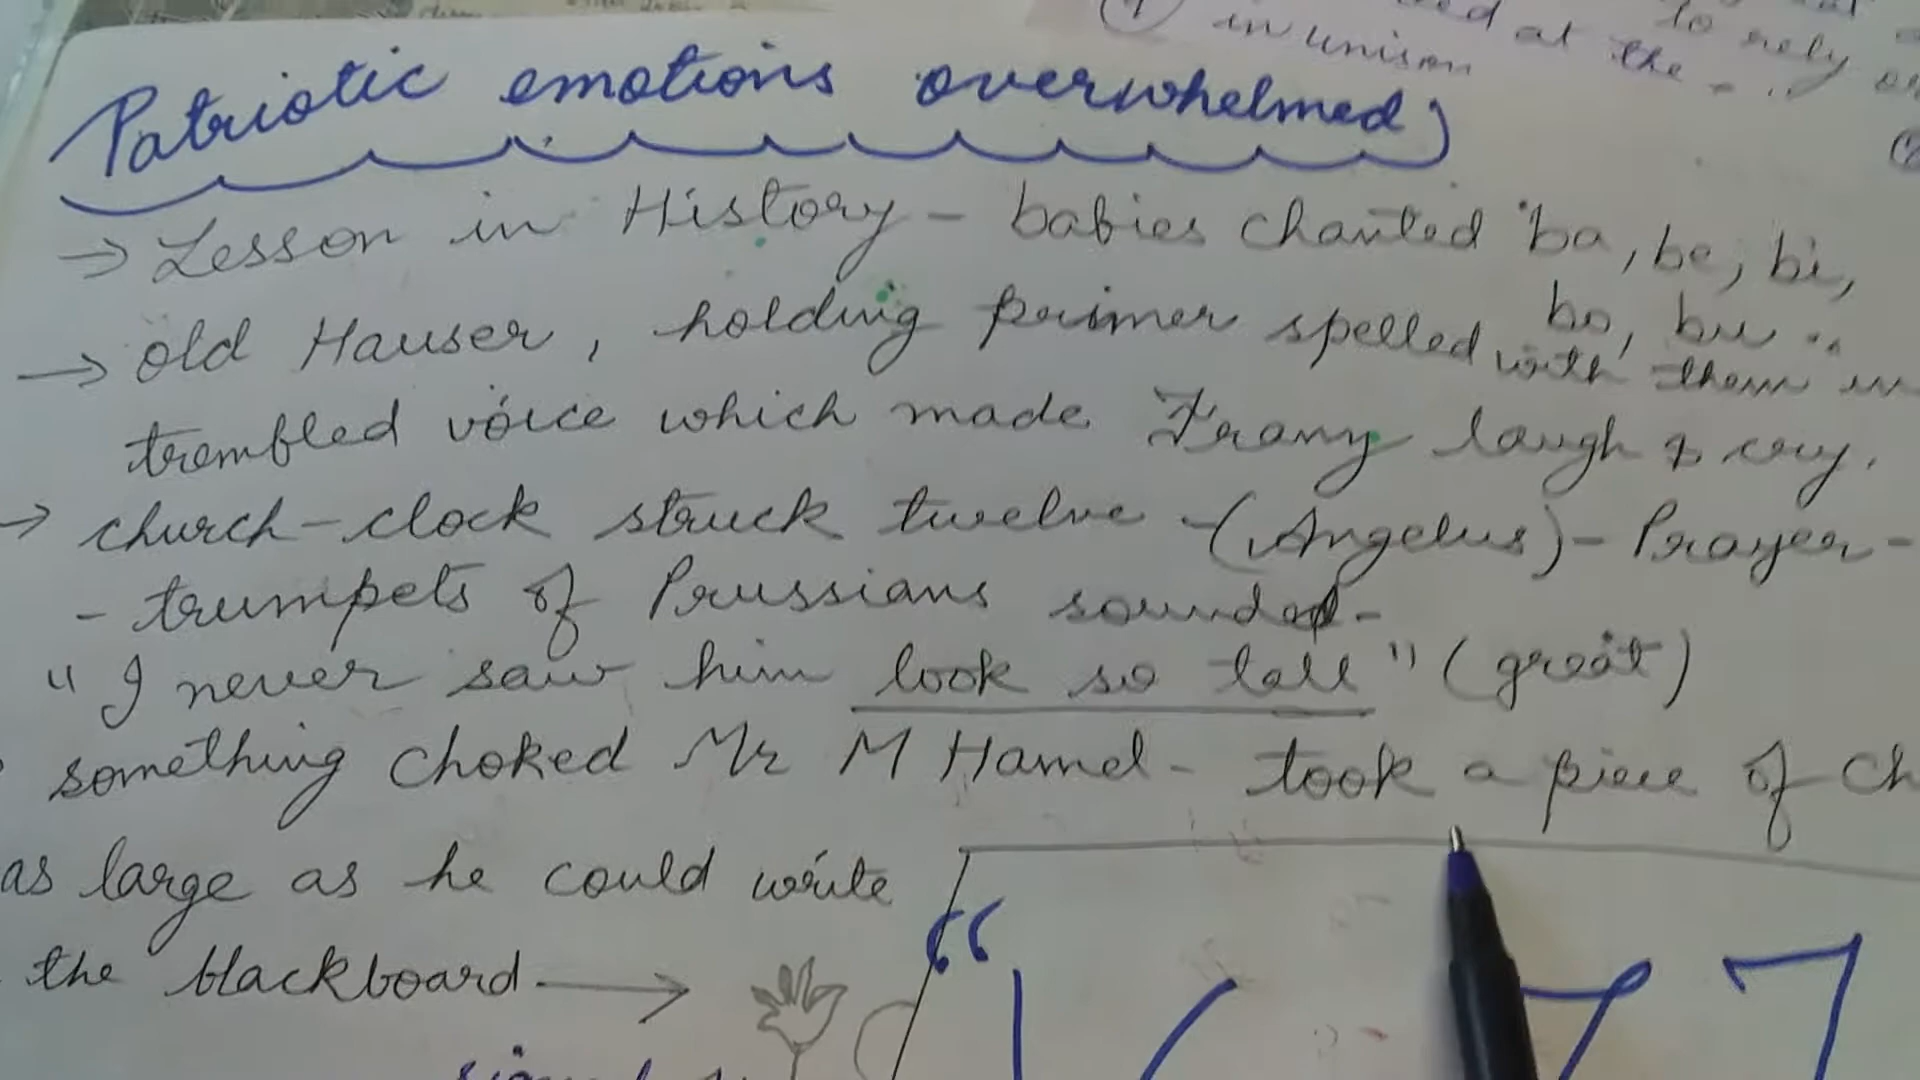 in unison
at the - ..
to rely
Patriotic emotions overwhelmed
→ Lesson in History - babies chanted 'ba, be, bi,
bo, bu ..
→ old Hauser, holding primer spelled with them in
trembled voice which made Franz laugh & cry.
→ church-clock struck twelve - (Angelus) - Prayer -
- trumpets of Prussians sounded -
"I never saw him look so tall" (great)
something choked Mr M Hamel - took a piece of ch
as large as he could write
the blackboard →
"